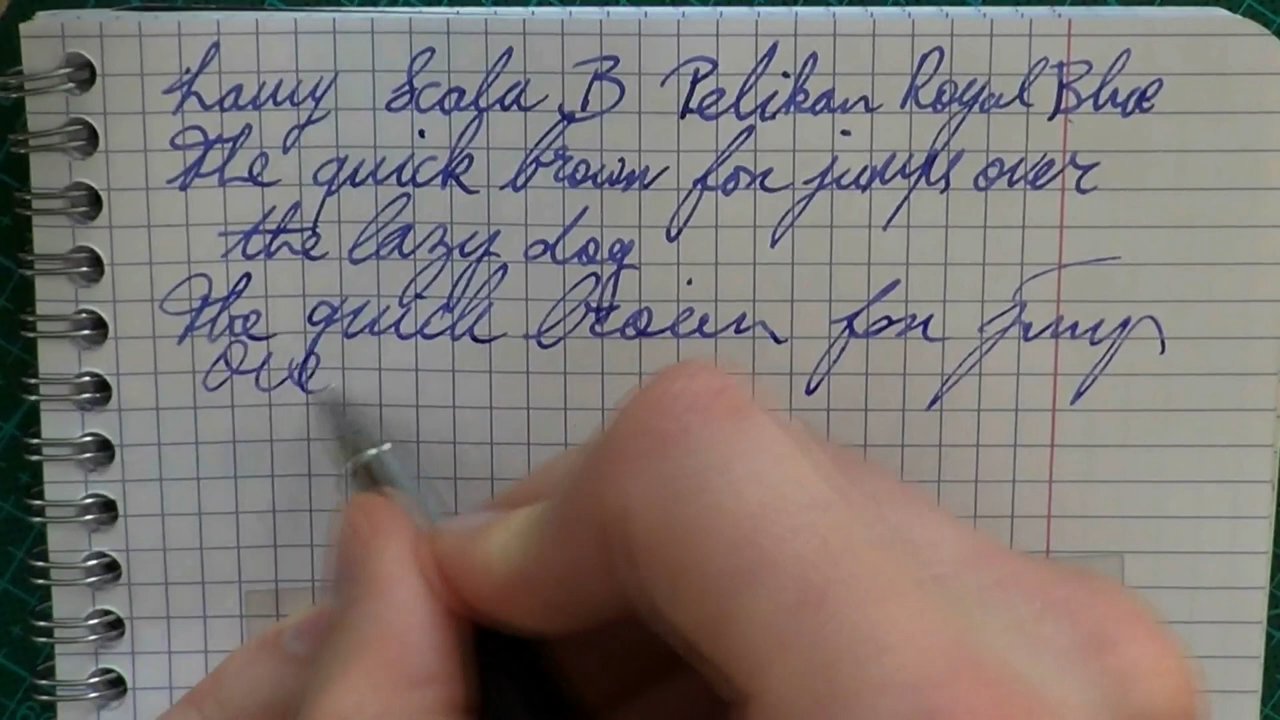 Lamy Scala B Pelikan Royal Blue
The quick brown fox jumps over
the lazy dog
The quick brown fox jump
ove